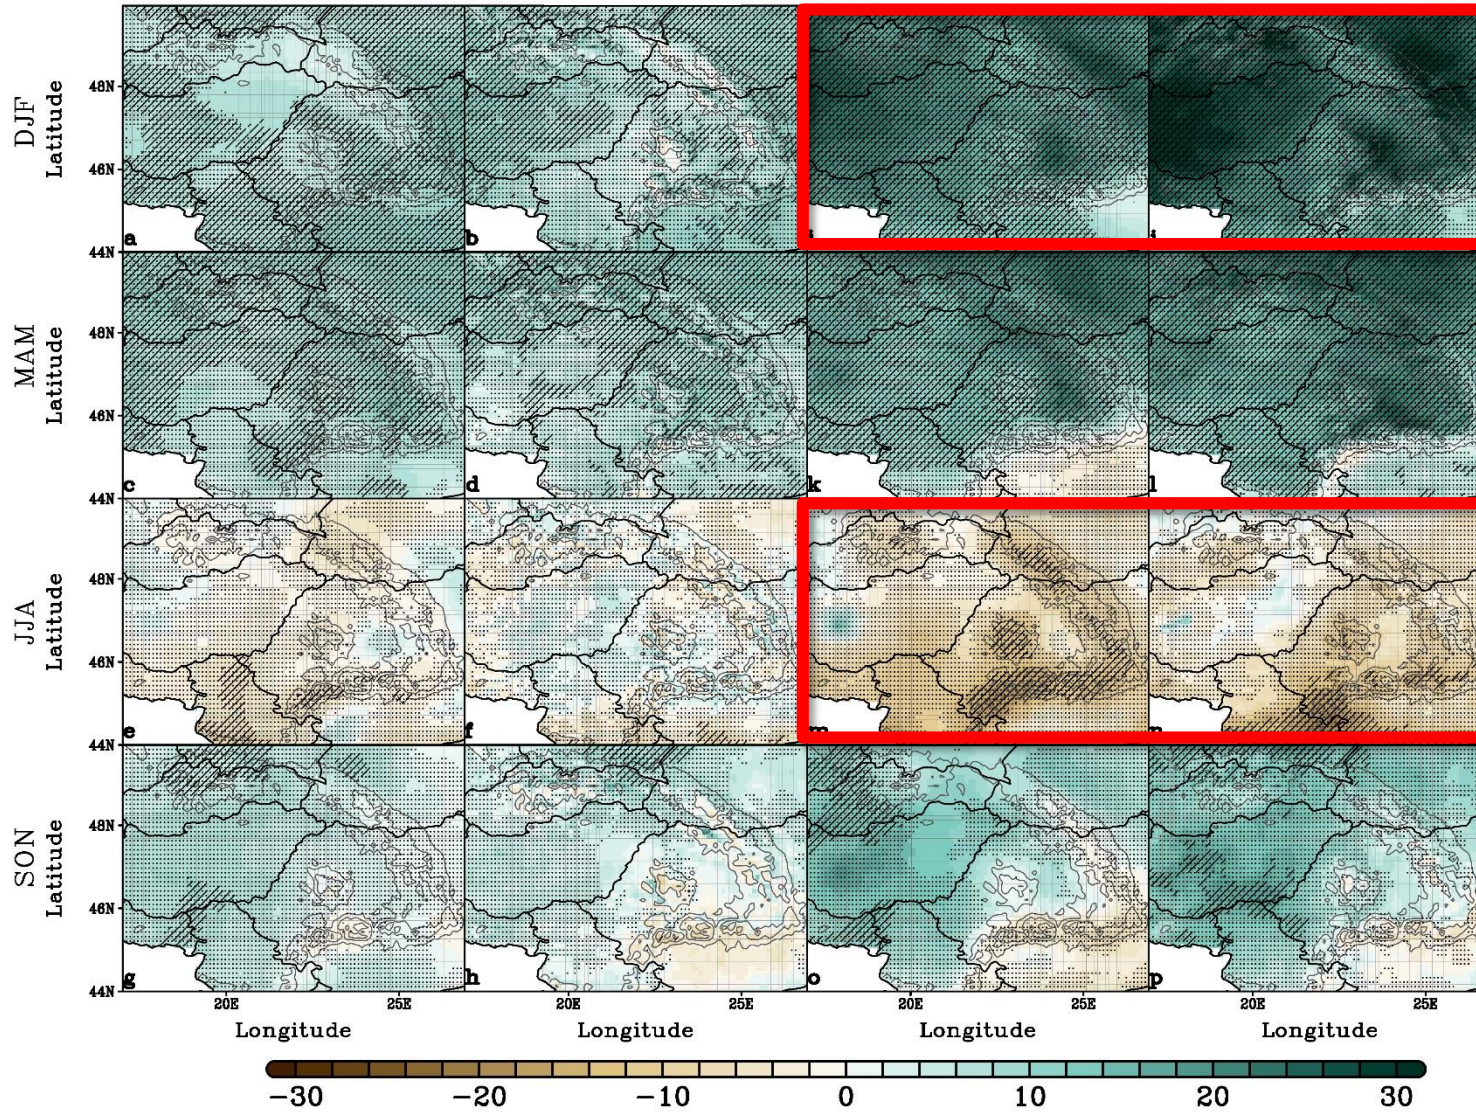 DJF
Latitude
48N
46N
44N
a
b
i
j
MAM
Latitude
48N
46N
44N
c
d
k
l
JJA
Latitude
48N
46N
44N
e
f
m
n
SON
Latitude
48N
46N
44N
g
h
o
p
20E 25E 20E 25E 20E 25E 20E 25E
Longitude Longitude Longitude Longitude
−30 −20 −10 0 10 20 30